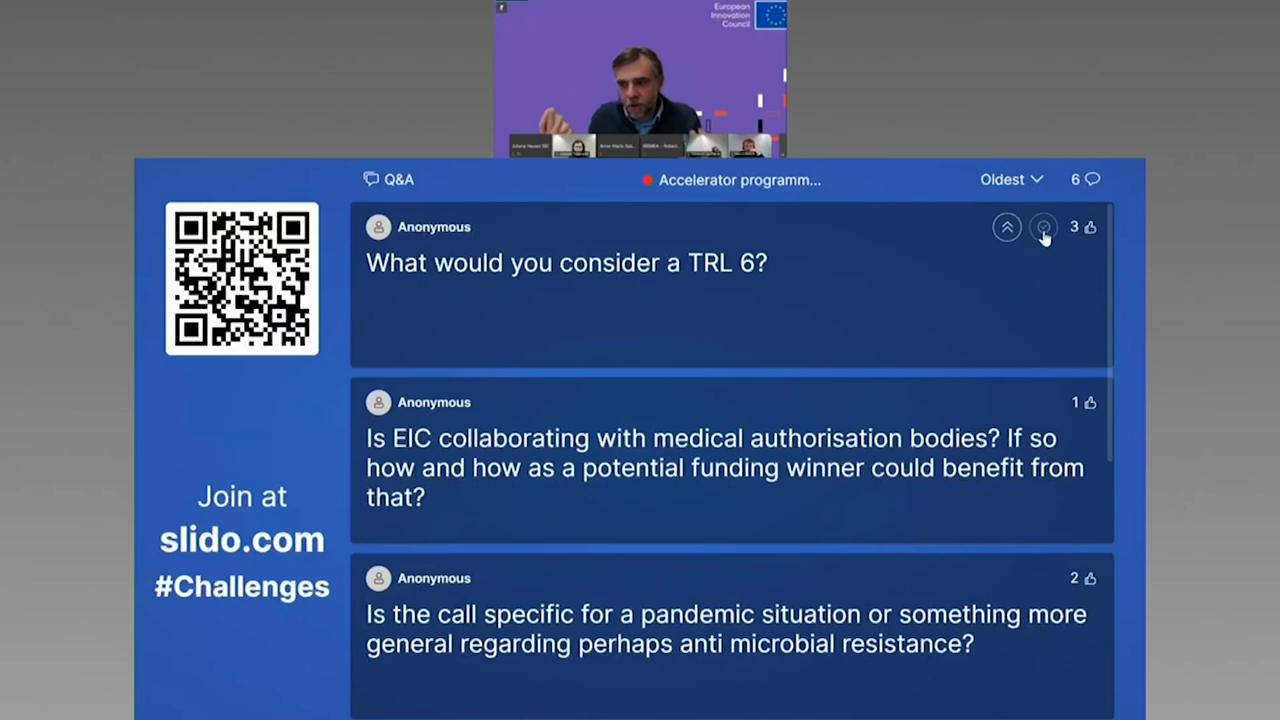 European
Innovation
Council
Q&A
Accelerator programm...
Oldest
6
Anonymous
3
What would you consider a TRL 6?
Anonymous
1
Is EIC collaborating with medical authorisation bodies? If so
how and how as a potential funding winner could benefit from
that?
Join at
slido.com
#Challenges
Anonymous
2
Is the call specific for a pandemic situation or something more
general regarding perhaps anti microbial resistance?